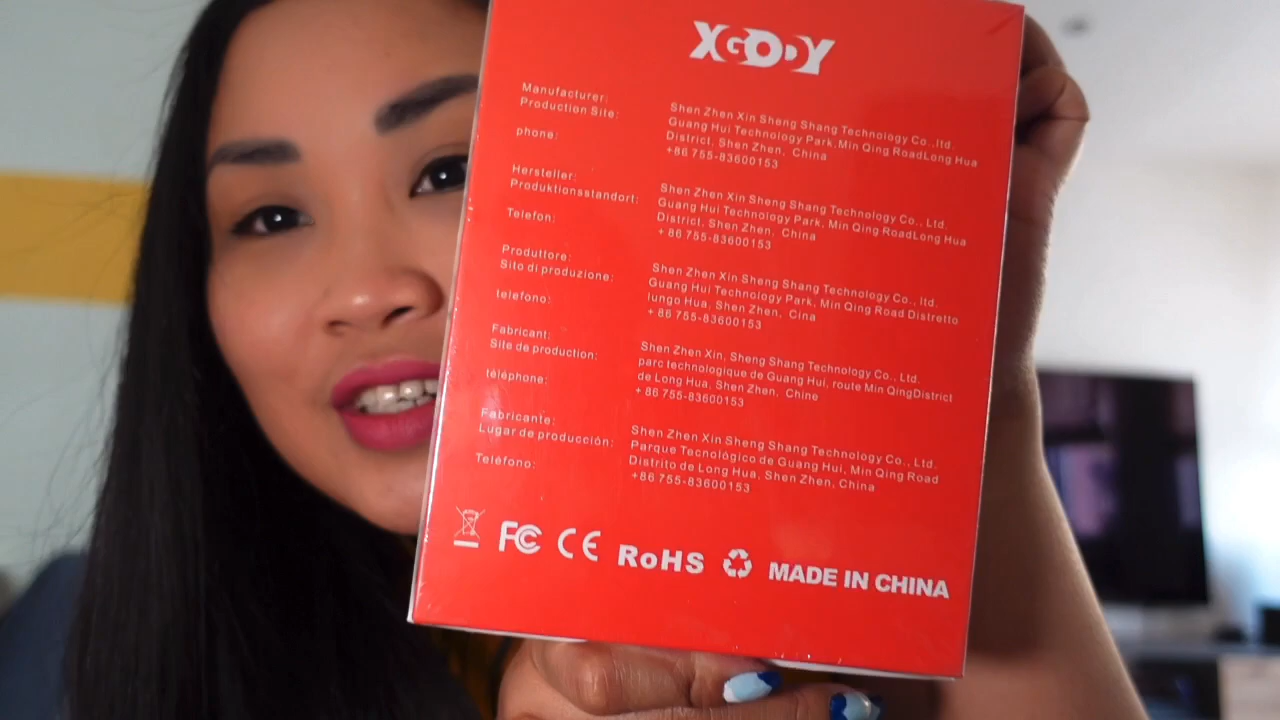 XGODY
Manufacturer: Shen Zhen Xin Sheng Shang Technology Co.,ltd.
Production Site: Guang Hui Technology Park, Min Qing RoadLong Hua
District, Shen Zhen, China
phone: +86 755-83600153
Hersteller: Shen Zhen Xin Sheng Shang Technology Co., Ltd.
Produktionsstandort: Guang Hui Technology Park, Min Qing RoadLong Hua
District, Shen Zhen, China
Telefon: +86 755-83600153
Produttore: Shen Zhen Xin Sheng Shang Technology Co., ltd.
Sito di produzione: Guang Hui Technology Park, Min Qing Road Distretto
lungo Hua, Shen Zhen, Cina
telefono: +86 755-83600153
Fabricant: Shen Zhen Xin, Sheng Shang Technology Co., Ltd.
Site de production: parc technologique de Guang Hui, route Min QingDistrict
de Long Hua, Shen Zhen, Chine
téléphone: +86 755-83600153
Fabricante: Shen Zhen Xin Sheng Shang Technology Co., Ltd.
Lugar de producción: Parque Tecnológico de Guang Hui, Min Qing Road
Distrito de Long Hua, Shen Zhen, China
Teléfono: +86 755-83600153
FC CE RoHS MADE IN CHINA